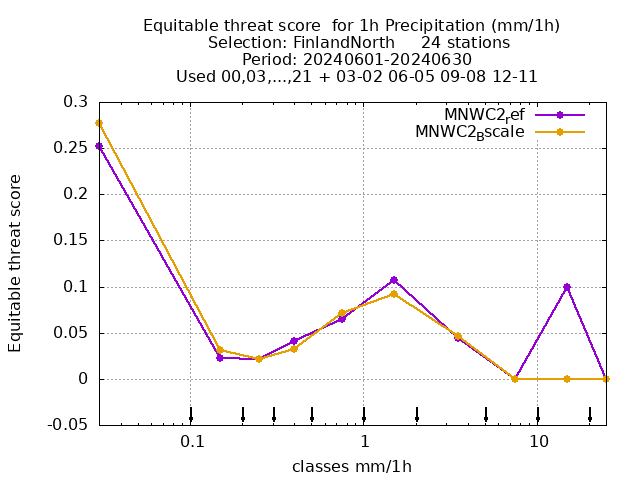 Equitable threat score  for 1h Precipitation (mm/1h)
Selection: FinlandNorth     24 stations
Period: 20240601-20240630
Used 00,03,...,21 + 03-02 06-05 09-08 12-11
MNWC2ref
MNWC2Bscale
0.3
0.25
0.2
0.15
0.1
0.05
0
-0.05
Equitable threat score
0.1
1
10
classes mm/1h